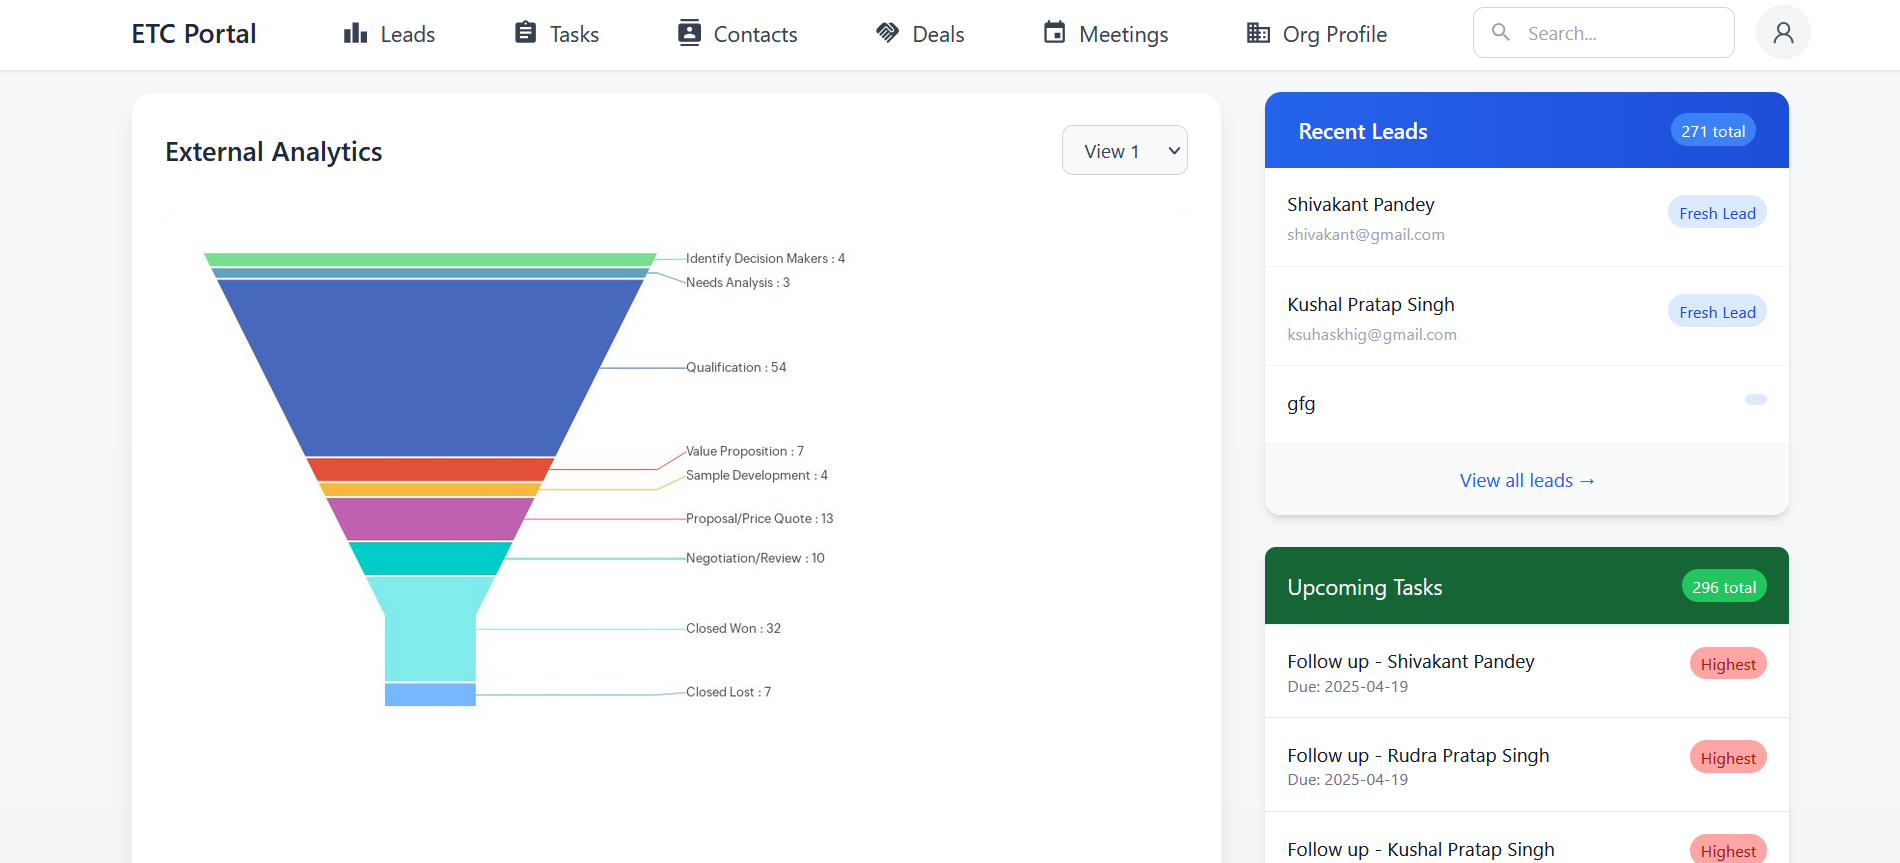 ETC Portal
Leads
Tasks
Contacts
Deals
Meetings
Org Profile
Search...
External Analytics
View 1
Identify Decision Makers : 4
Needs Analysis : 3
Qualification : 54
Value Proposition : 7
Sample Development : 4
Proposal/Price Quote : 13
Negotiation/Review : 10
Closed Won : 32
Closed Lost : 7
Recent Leads
271 total
Shivakant Pandey
Fresh Lead
shivakant@gmail.com
Kushal Pratap Singh
Fresh Lead
ksuhaskhig@gmail.com
gfg
View all leads →
Upcoming Tasks
296 total
Follow up - Shivakant Pandey
Highest
Due: 2025-04-19
Follow up - Rudra Pratap Singh
Highest
Due: 2025-04-19
Follow up - Kushal Pratap Singh
Highest